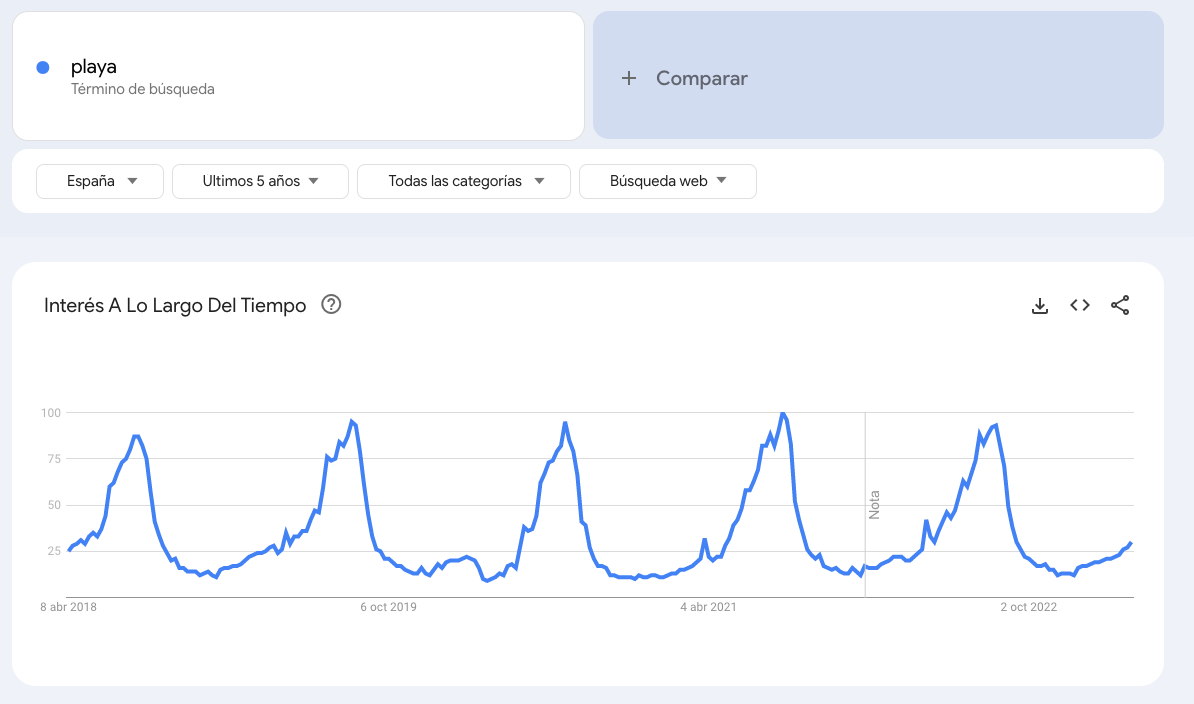 playa
Término de búsqueda
+ Comparar
España
Ultimos 5 años
Todas las categorías
Búsqueda web
Interés A Lo Largo Del Tiempo
100
75
50
25
Nota
8 abr 2018
6 oct 2019
4 abr 2021
2 oct 2022